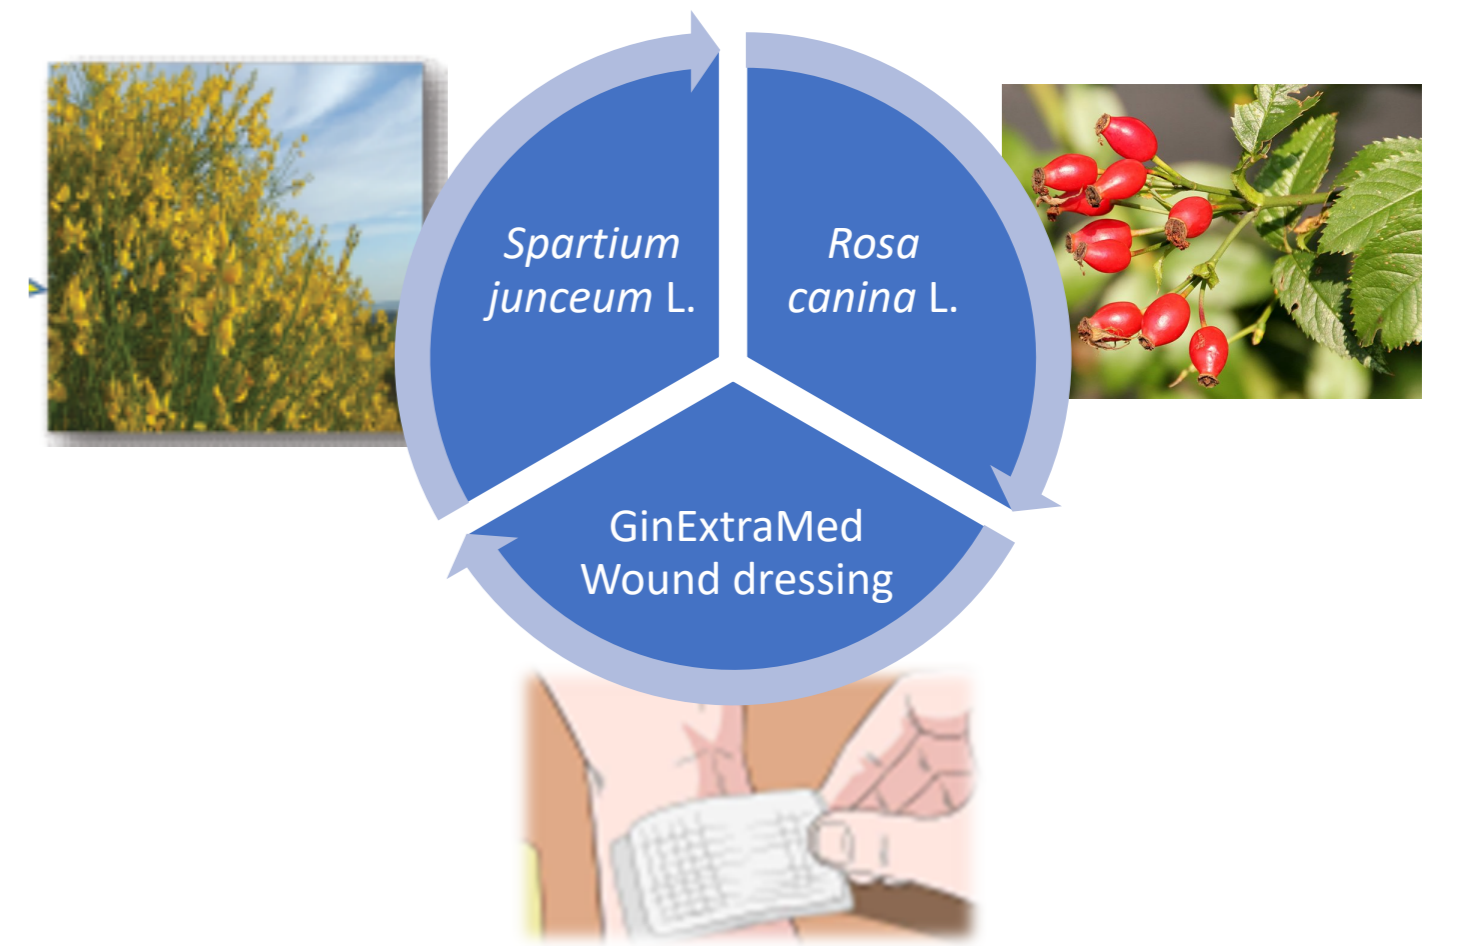 Spartium
junceum L.
Rosa
canina L.
GinExtraMed
Wound dressing